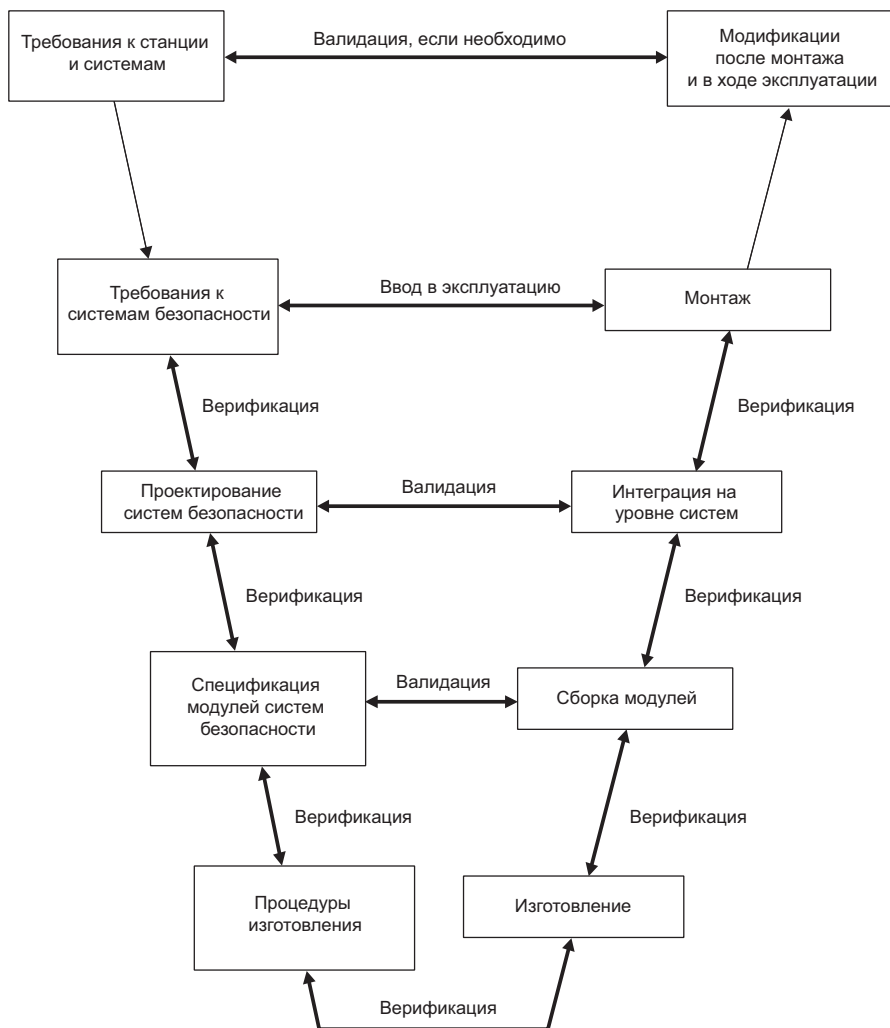 Требования к станции
и системам
Валидация, если необходимо
Модификации
после монтажа
и в ходе эксплуатации
Требования к
системам безопасности
Ввод в эксплуатацию
Монтаж
Верификация
Верификация
Проектирование
систем безопасности
Валидация
Интеграция на
уровне систем
Верификация
Верификация
Спецификация
модулей систем
безопасности
Валидация
Сборка модулей
Верификация
Верификация
Процедуры
изготовления
Изготовление
Верификация